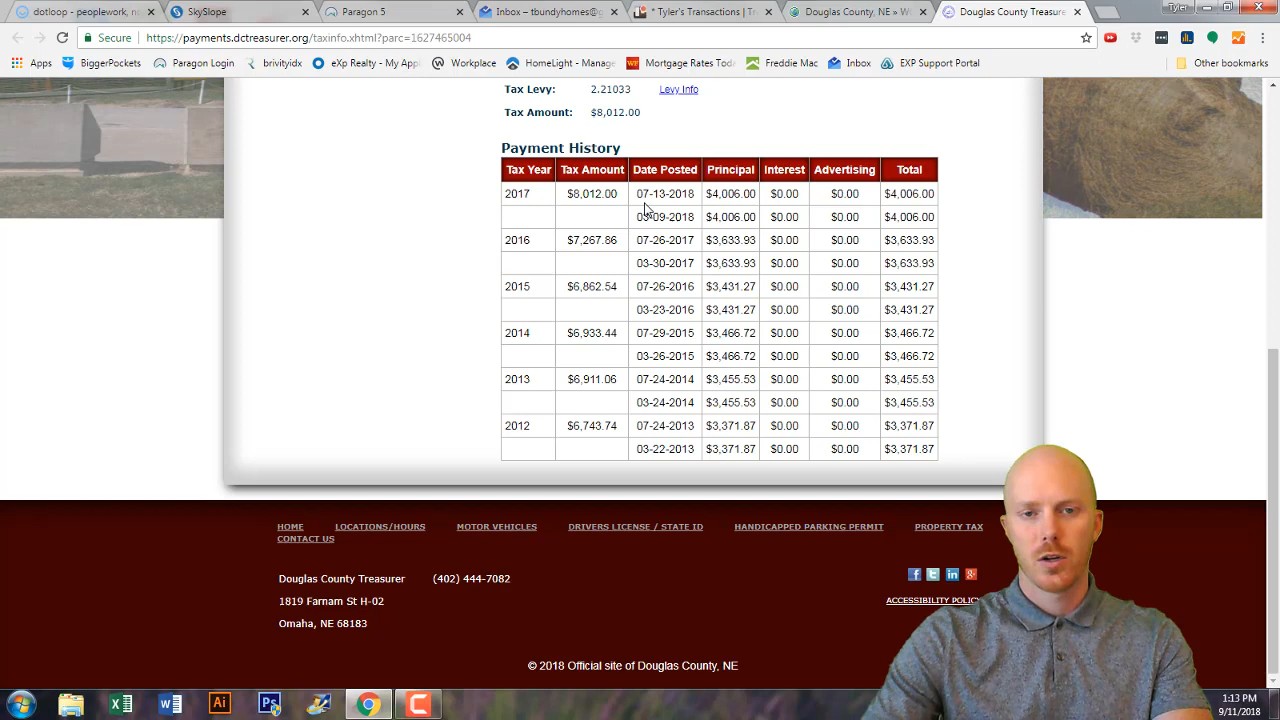 dotloop - peoplework, n
SkySlope
Paragon 5
Inbox – tbundyhomes@g
* Tyler's Transactions | T
Douglas County, NE » W
Douglas County Treasure
Tyler
Secure https://payments.dctreasurer.org/taxinfo.xhtml?parc=1627465004
Apps BiggerPockets Paragon Login brivityidx eXp Realty - My Appl Workplace HomeLight - Manage Mortgage Rates Toda Freddie Mac Inbox EXP Support Portal Other bookmarks
Tax Levy: 2.21033 Levy Info
Tax Amount: $8,012.00
Payment History
Tax Year Tax Amount Date Posted Principal Interest Advertising Total
2017 $8,012.00 07-13-2018 $4,006.00 $0.00 $0.00 $4,006.00
03-09-2018 $4,006.00 $0.00 $0.00 $4,006.00
2016 $7,267.86 07-26-2017 $3,633.93 $0.00 $0.00 $3,633.93
03-30-2017 $3,633.93 $0.00 $0.00 $3,633.93
2015 $6,862.54 07-26-2016 $3,431.27 $0.00 $0.00 $3,431.27
03-23-2016 $3,431.27 $0.00 $0.00 $3,431.27
2014 $6,933.44 07-29-2015 $3,466.72 $0.00 $0.00 $3,466.72
03-26-2015 $3,466.72 $0.00 $0.00 $3,466.72
2013 $6,911.06 07-24-2014 $3,455.53 $0.00 $0.00 $3,455.53
03-24-2014 $3,455.53 $0.00 $0.00 $3,455.53
2012 $6,743.74 07-24-2013 $3,371.87 $0.00 $0.00 $3,371.87
03-22-2013 $3,371.87 $0.00 $0.00 $3,371.87
HOME LOCATIONS/HOURS MOTOR VEHICLES DRIVERS LICENSE / STATE ID HANDICAPPED PARKING PERMIT PROPERTY TAX
CONTACT US
Douglas County Treasurer (402) 444-7082
1819 Farnam St H-02
Omaha, NE 68183
ACCESSIBILITY POLICY
© 2018 Official site of Douglas County, NE
1:13 PM
9/11/2018